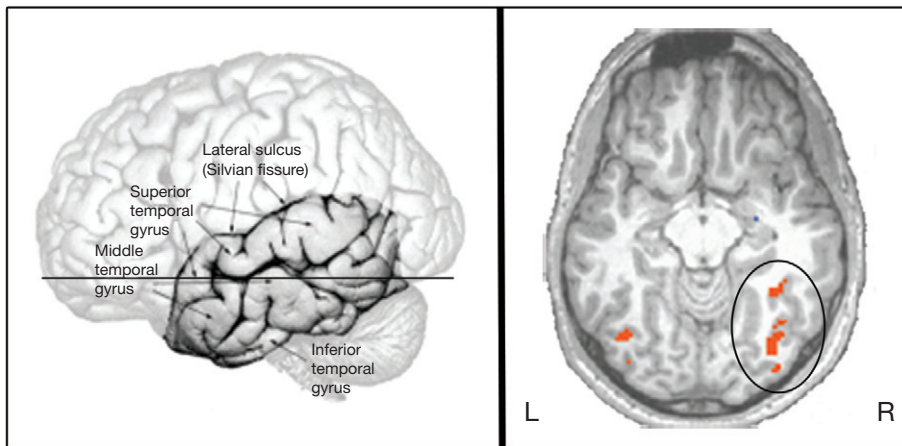 Lateral sulcus
(Silvian fissure)
Superior
temporal
gyrus
Middle
temporal
gyrus
Inferior
temporal
gyrus
L
R